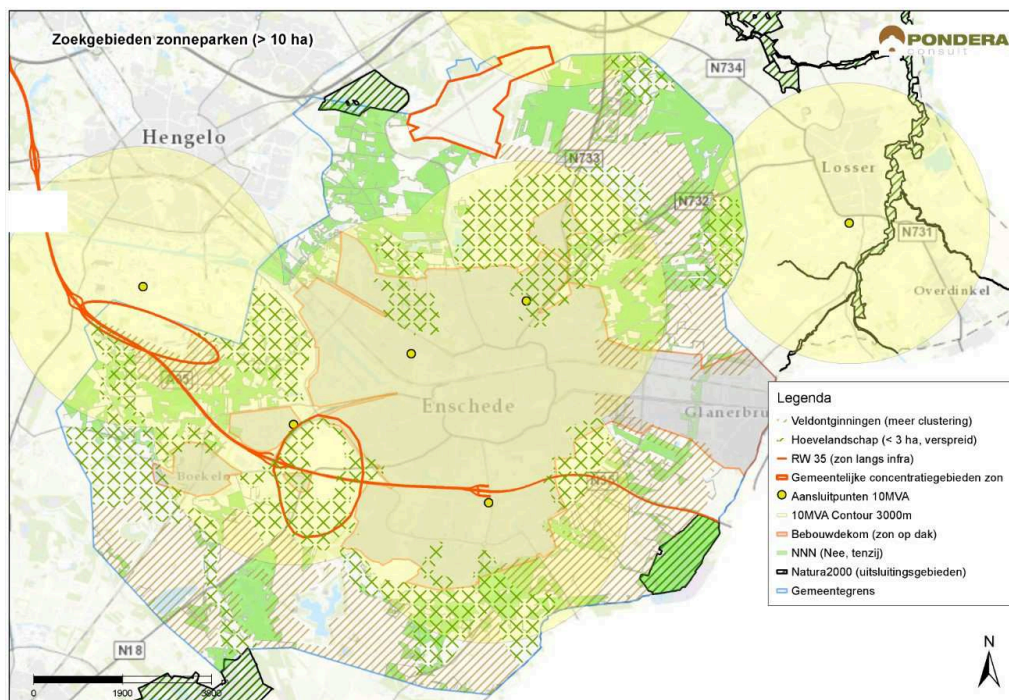 Zoekgebieden zonneparken (> 10 ha)
PONDERA
consult
N734
Hengelo
N733
Losser
N732
N731
Overdinkel
Enschede
Glanerbru
Boekelo
N35
N18
0 1900 3800
N
Legenda
Veldontginningen (meer clustering)
Hoevelandschap (< 3 ha, verspreid)
RW 35 (zon langs infra)
Gemeentelijke concentratiegebieden zon
Aansluitpunten 10MVA
10MVA Contour 3000m
Bebouwdekom (zon op dak)
NNN (Nee, tenzij)
Natura2000 (uitsluitingsgebieden)
Gemeentegrens